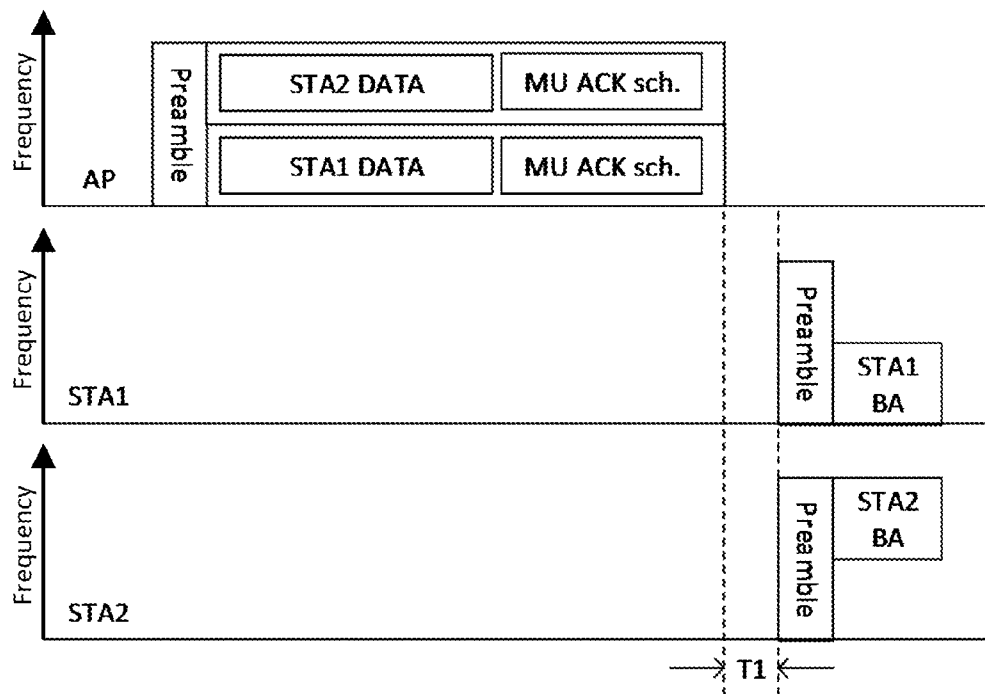 Frequency
AP
Preamble
STA2 DATA
MU ACK sch.
STA1 DATA
MU ACK sch.
Frequency
STA1
Preamble
STA1
BA
Frequency
STA2
Preamble
STA2
BA
T1